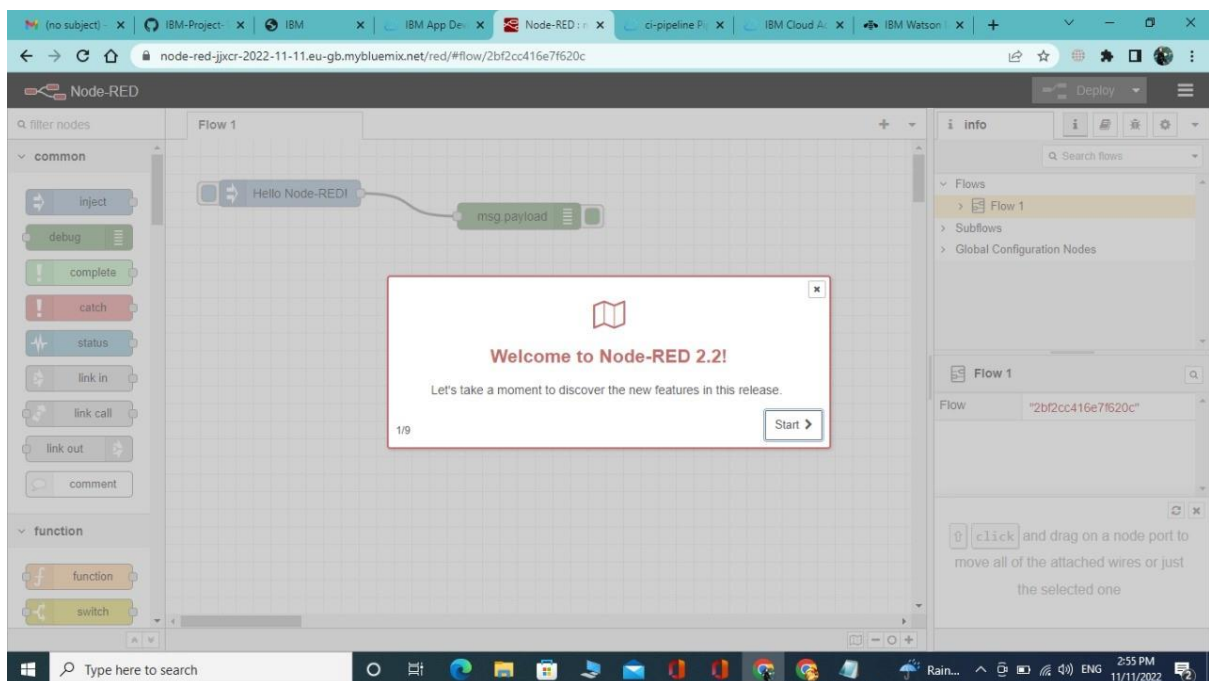 (no subject) -
IBM-Project-
IBM
IBM App De
Node-RED : n
ci-pipeline Pi
IBM Cloud Ac
IBM Watson
node-red-jjxcr-2022-11-11.eu-gb.mybluemix.net/red/#flow/2bf2cc416e7f620c
Node-RED
Deploy
filter nodes
Flow 1
i info
Search flows
common
inject
debug
complete
catch
status
link in
link call
link out
comment
function
function
switch
Hello Node-RED!
msg.payload
Welcome to Node-RED 2.2!
Let's take a moment to discover the new features in this release.
1/9
Start
Flows
Flow 1
Subflows
Global Configuration Nodes
Flow 1
Flow "2bf2cc416e7f620c"
click and drag on a node port to
move all of the attached wires or just
the selected one
Type here to search
Rain...
ENG
2:55 PM
11/11/2022
2